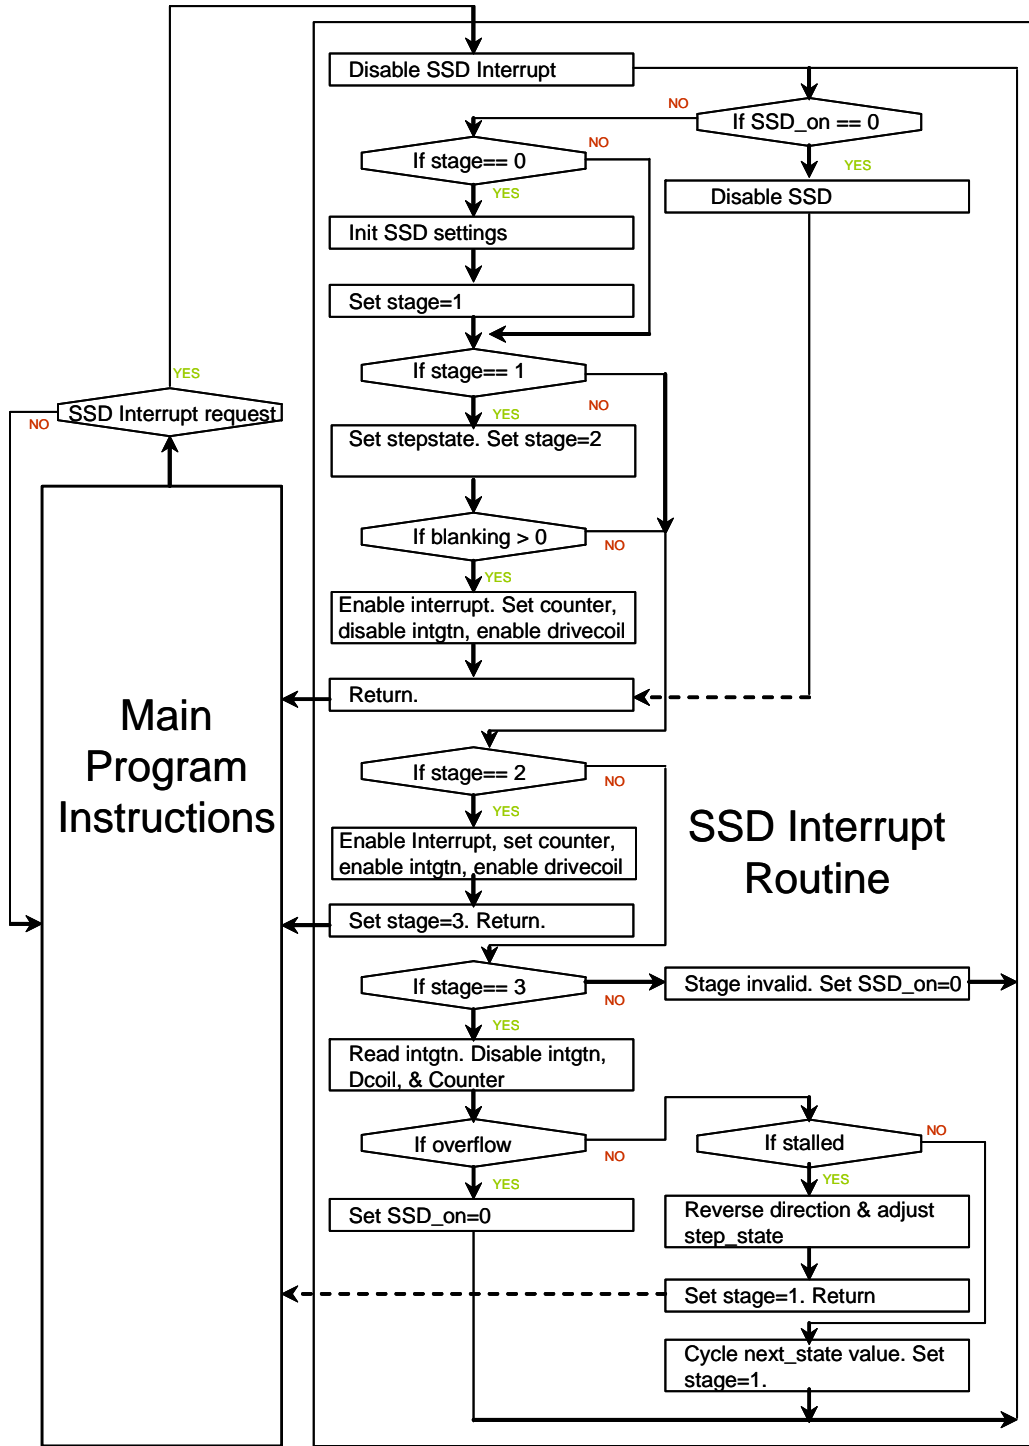 Disable SSD Interrupt
NO
If SSD_on == 0
If stage== 0
NO
YES
YES
Disable SSD
Init SSD settings
Set stage=1
If stage== 1
YES
SSD Interrupt request
NO
NO
YES
Set stepstate. Set stage=2
If blanking > 0
NO
YES
Enable interrupt. Set counter,
disable intgtn, enable drivecoil
Return.
Main
Program
Instructions
If stage== 2
NO
YES
Enable Interrupt, set counter,
enable intgtn, enable drivecoil
SSD Interrupt
Routine
Set stage=3. Return.
If stage== 3
NO
Stage invalid. Set SSD_on=0
YES
Read intgtn. Disable intgtn,
Dcoil, & Counter
If overflow
NO
If stalled
NO
YES
YES
Set SSD_on=0
Reverse direction & adjust
step_state
Set stage=1. Return
Cycle next_state value. Set
stage=1.